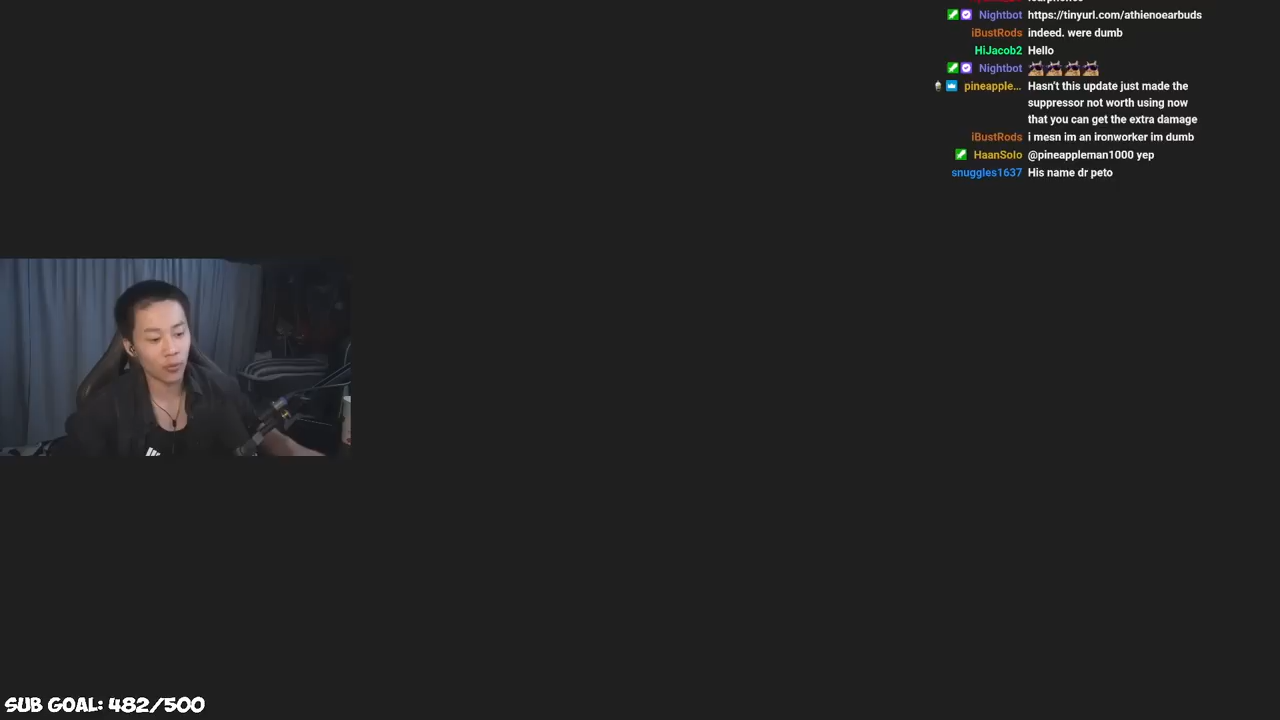 Nightbot https://tinyurl.com/athienoearbuds
iBustRods indeed. were dumb
HiJacob2 Hello
Nightbot
pineapple... Hasn't this update just made the
suppressor not worth using now
that you can get the extra damage
iBustRods i mesn im an ironworker im dumb
HaanSolo @pineappleman1000 yep
snuggles1637 His name dr peto
SUB GOAL: 482/500